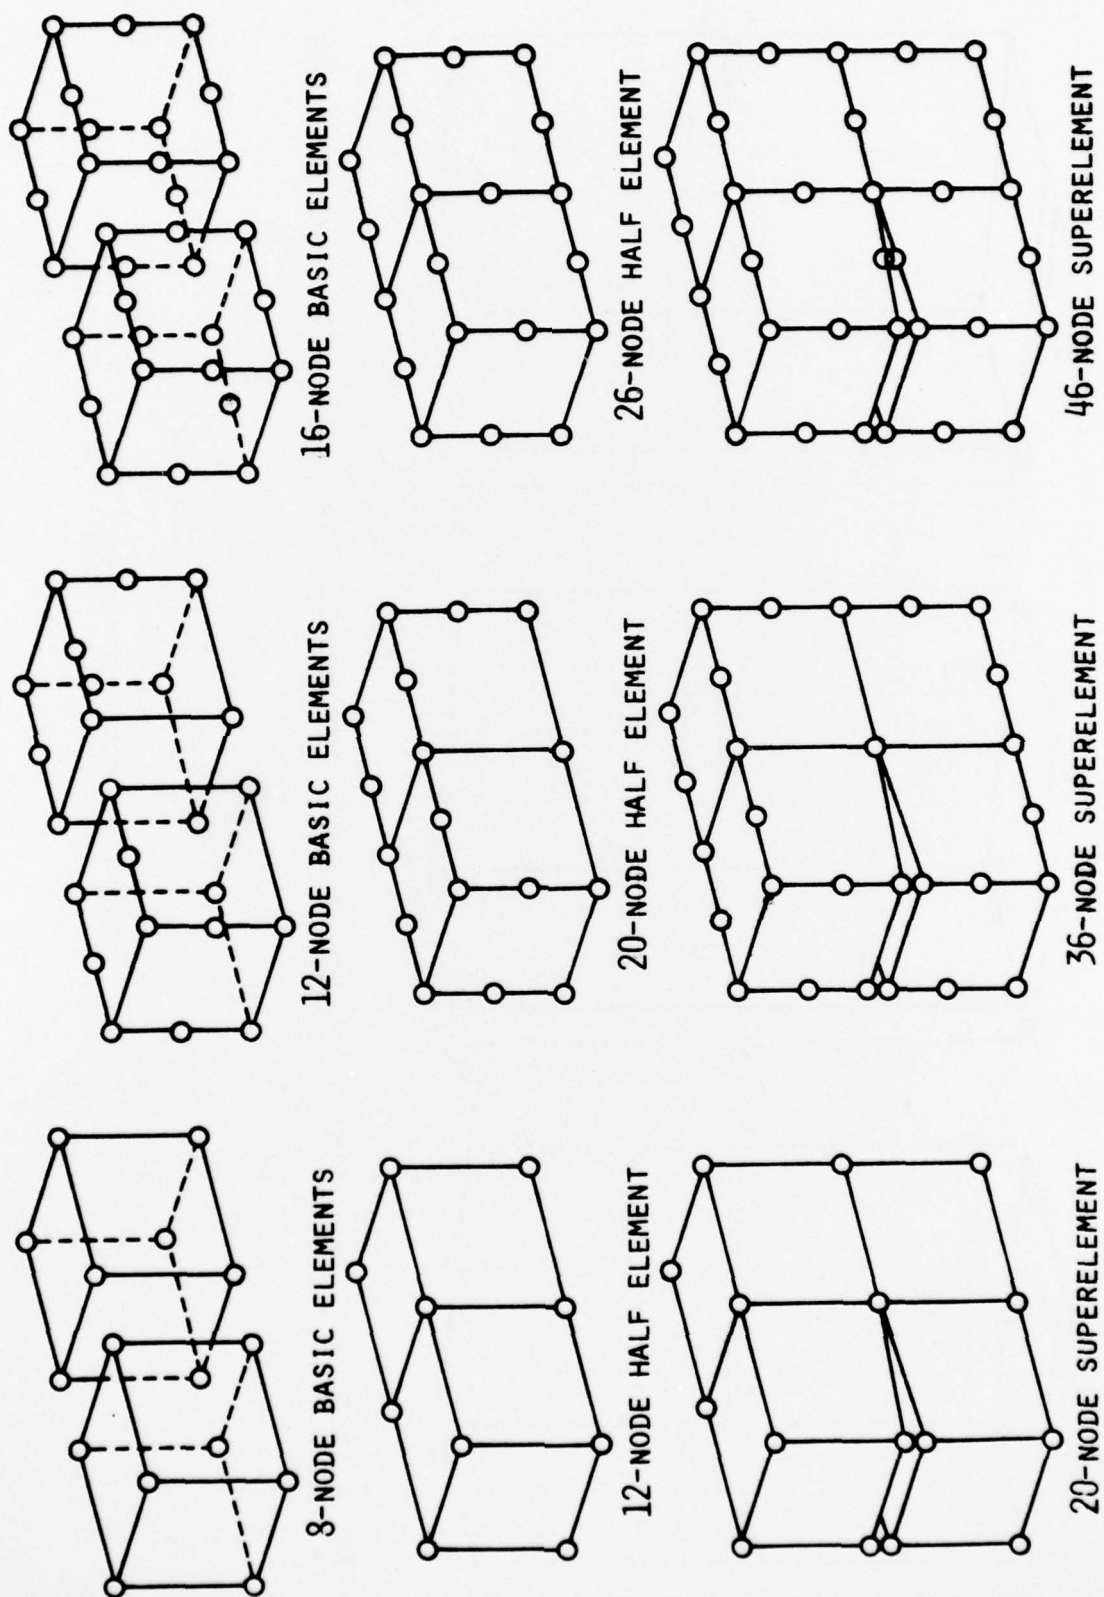 8-NODE BASIC ELEMENTS
12-NODE BASIC ELEMENTS
16-NODE BASIC ELEMENTS
12-NODE HALF ELEMENT
20-NODE HALF ELEMENT
26-NODE HALF ELEMENT
20-NODE SUPERELEMENT
36-NODE SUPERELEMENT
46-NODE SUPERELEMENT